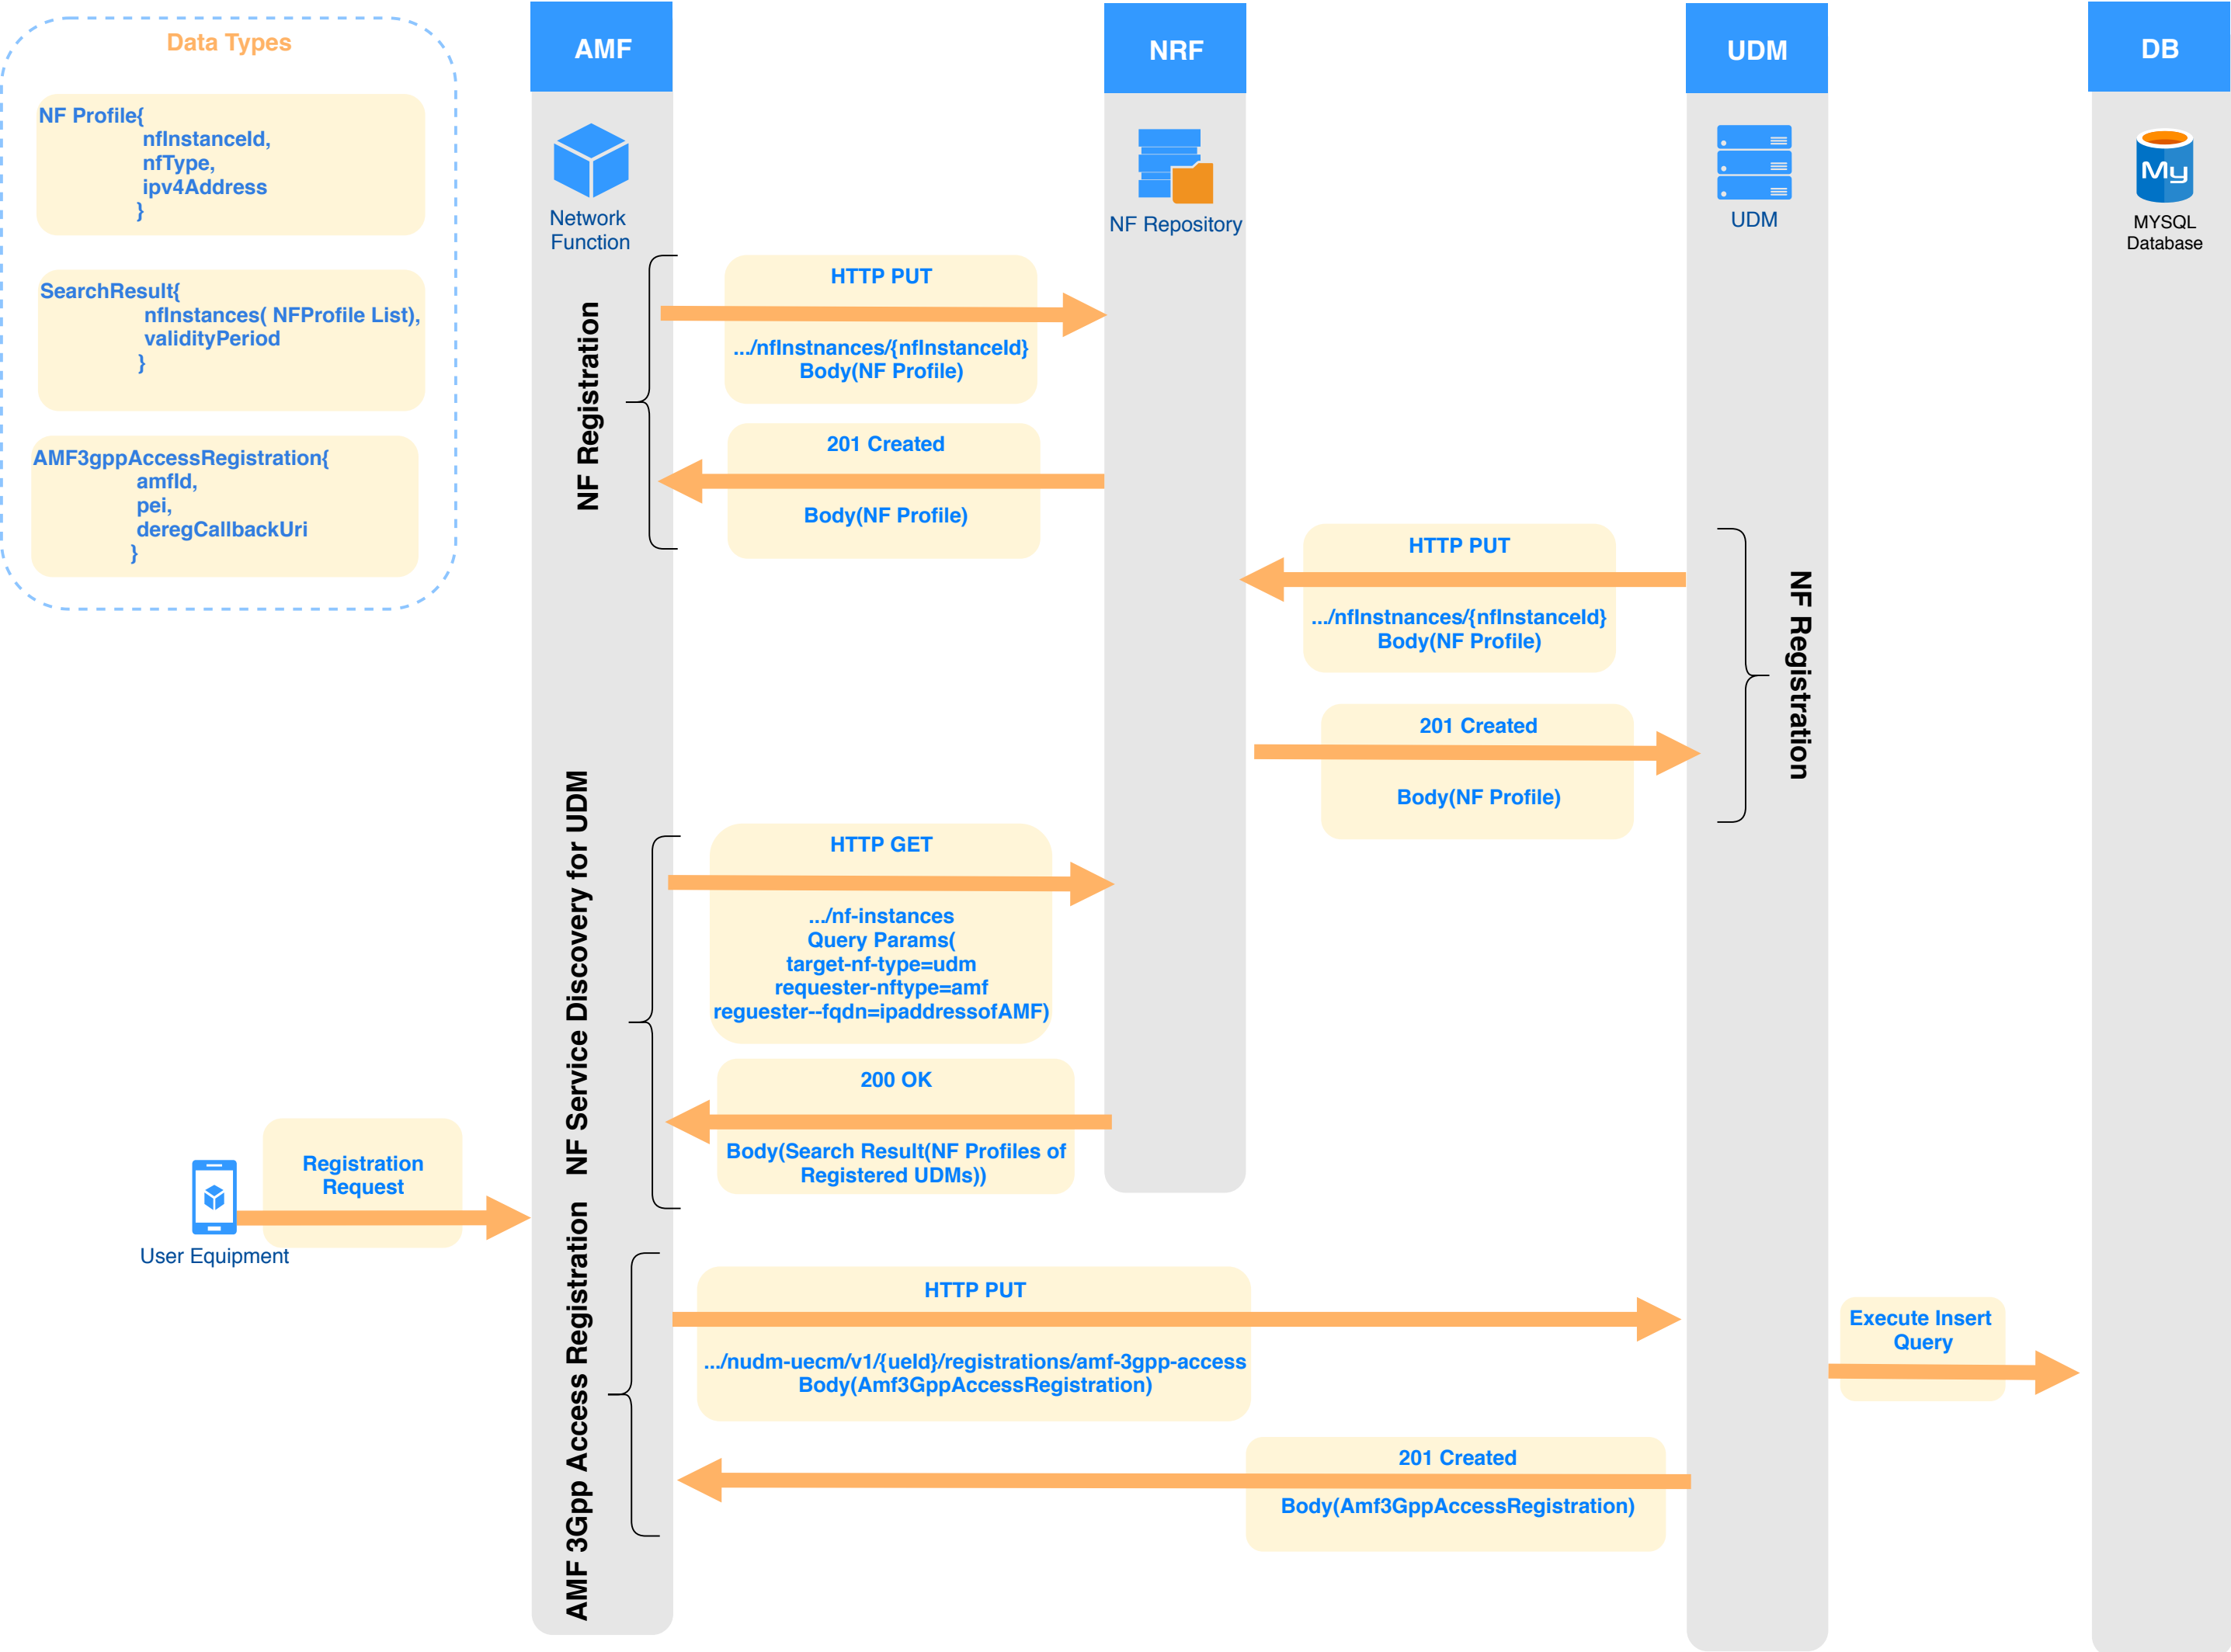 Data Types
NF Profile{
nfInstanceId,
nfType,
ipv4Address
}
SearchResult{
nfInstances( NFProfile List),
validityPeriod
}
AMF3gppAccessRegistration{
amfId,
pei,
deregCallbackUri
}
AMF
NRF
UDM
DB
Network
Function
NF Repository
UDM
My
MYSQL
Database
NF Registration
HTTP PUT
.../nfInstnances/{nfInstanceId}
Body(NF Profile)
201 Created
Body(NF Profile)
HTTP PUT
.../nfInstnances/{nfInstanceId}
Body(NF Profile)
NF Registration
201 Created
Body(NF Profile)
NF Service Discovery for UDM
HTTP GET
.../nf-instances
Query Params(
target-nf-type=udm
requester-nftype=amf
reguester--fqdn=ipaddressofAMF)
200 OK
Body(Search Result(NF Profiles of
Registered UDMs))
Registration
Request
User Equipment
AMF 3Gpp Access Registration
HTTP PUT
.../nudm-uecm/v1/{ueId}/registrations/amf-3gpp-access
Body(Amf3GppAccessRegistration)
Execute Insert
Query
201 Created
Body(Amf3GppAccessRegistration)